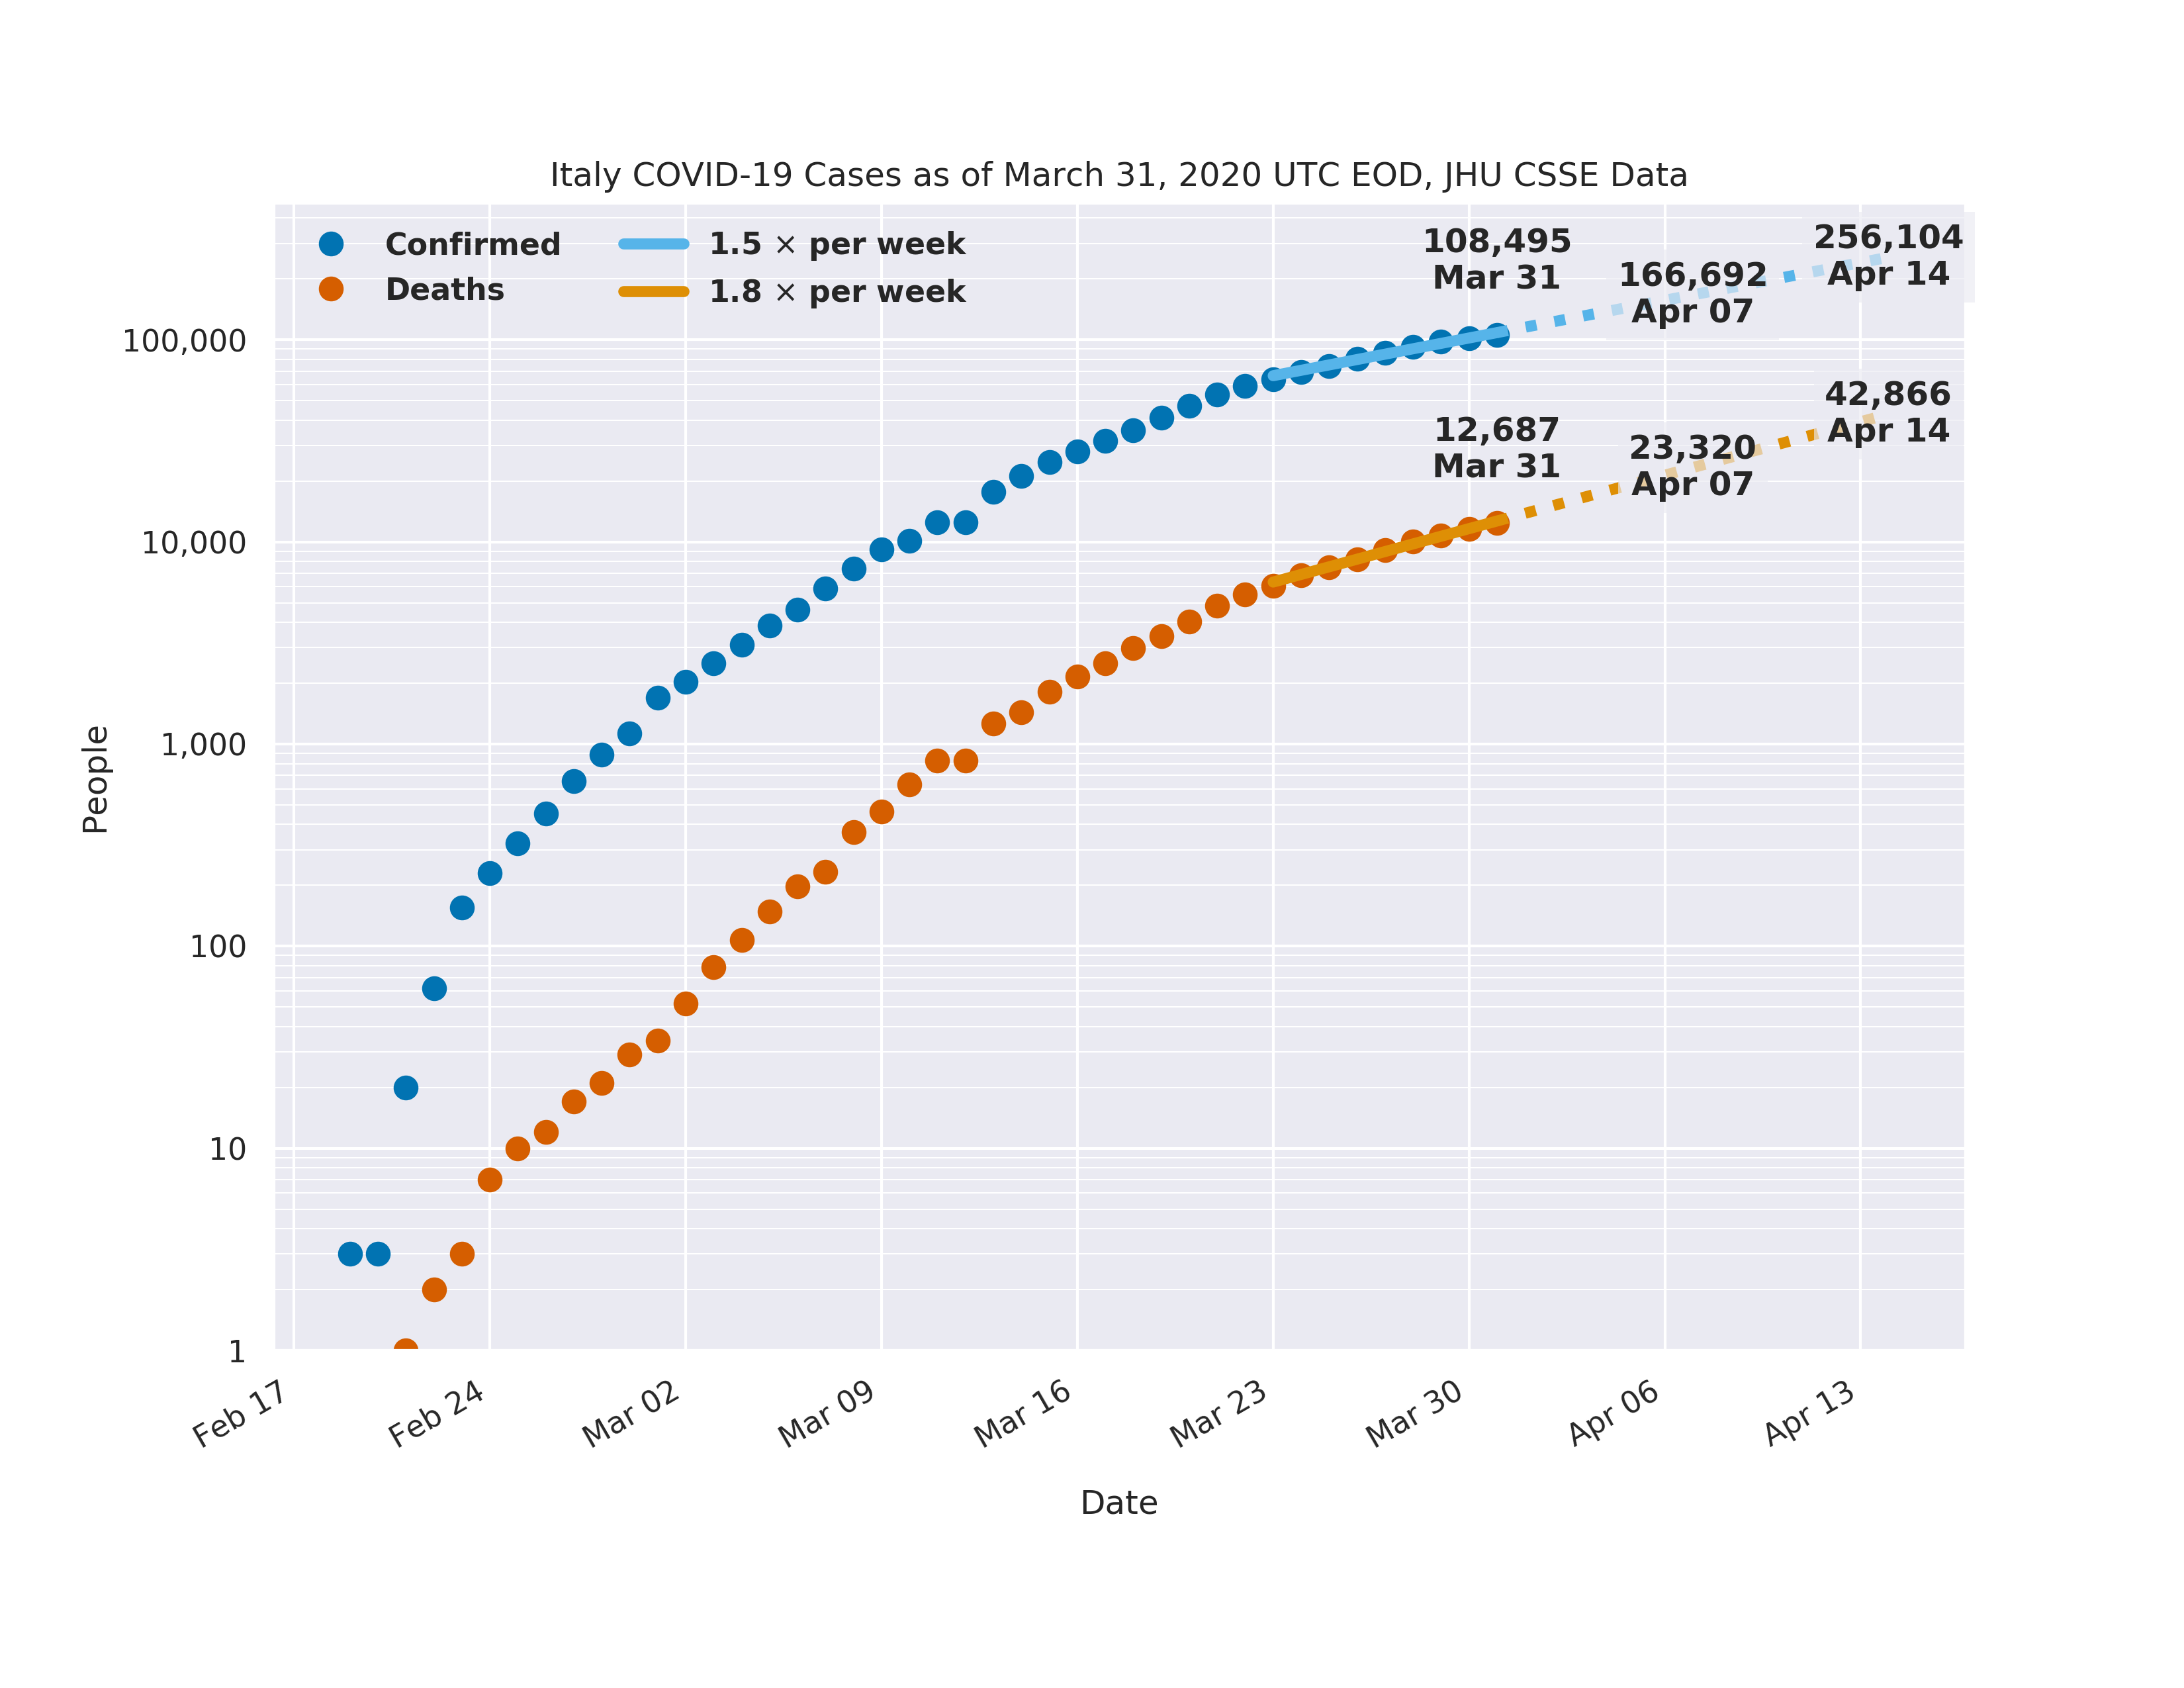 Italy COVID-19 Cases as of March 31, 2020 UTC EOD, JHU CSSE Data
Confirmed
Deaths
1.5 × per week
1.8 × per week
108,495
Mar 31
166,692
Apr 07
256,104
Apr 14
12,687
Mar 31
23,320
Apr 07
42,866
Apr 14
People
100,000
10,000
1,000
100
10
1
Feb 17
Feb 24
Mar 02
Mar 09
Mar 16
Mar 23
Mar 30
Apr 06
Apr 13
Date